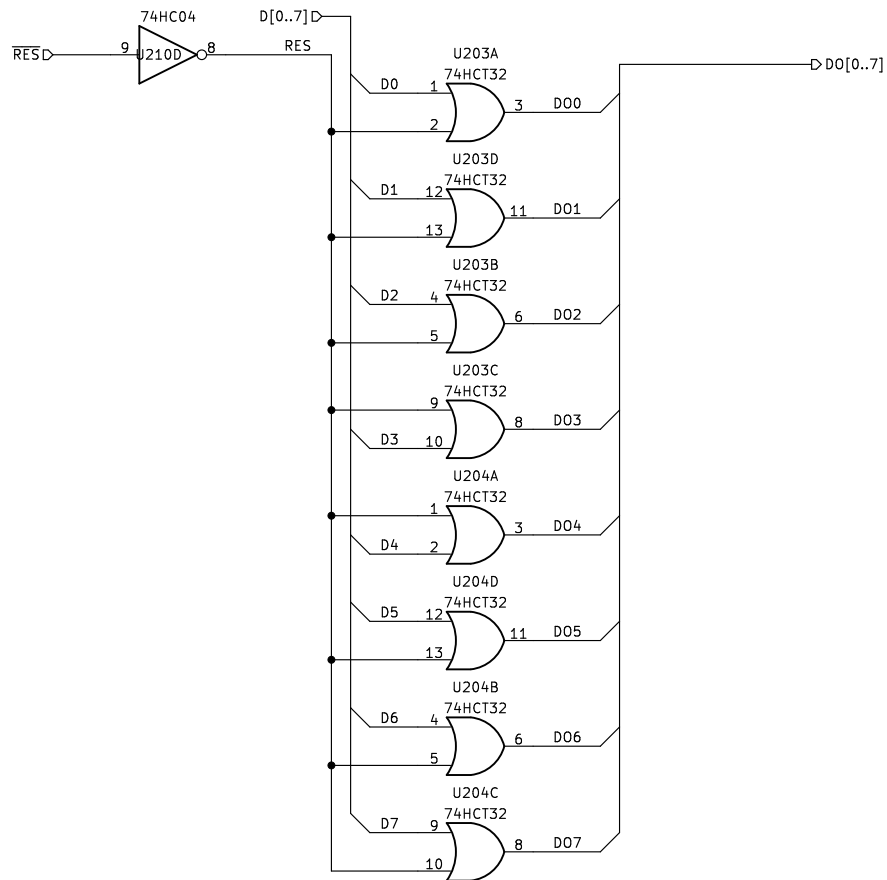 74HC04
D[0..7]
R̅E̅S̅ 9 U210D 8 RES
DO[0..7]
U203A
74HCT32
D0 1 3 DO0
2
U203D
74HCT32
D1 12 11 DO1
13
U203B
74HCT32
D2 4 6 DO2
5
U203C
74HCT32
9 8 DO3
D3 10
U204A
74HCT32
1 3 DO4
D4 2
U204D
74HCT32
D5 12 11 DO5
13
U204B
74HCT32
D6 4 6 DO6
5
U204C
74HCT32
D7 9 8 DO7
10